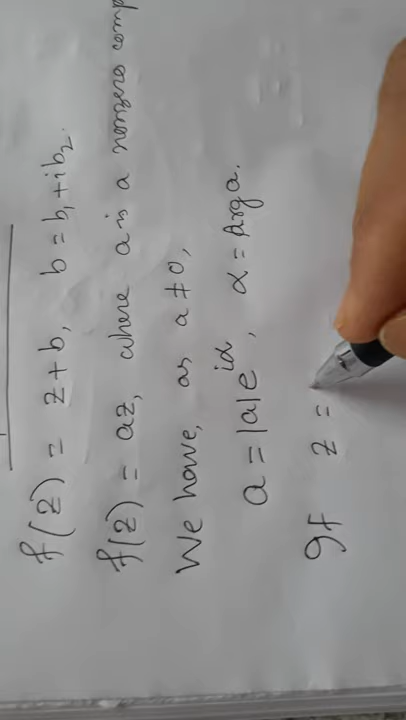 f(z) = z+b, b = b₁+ib₂.
f(z) = az, where a is a nonzero comp
We have, as a ≠ 0,
a = |a|e^{iα}, α = Arg a.
If z =